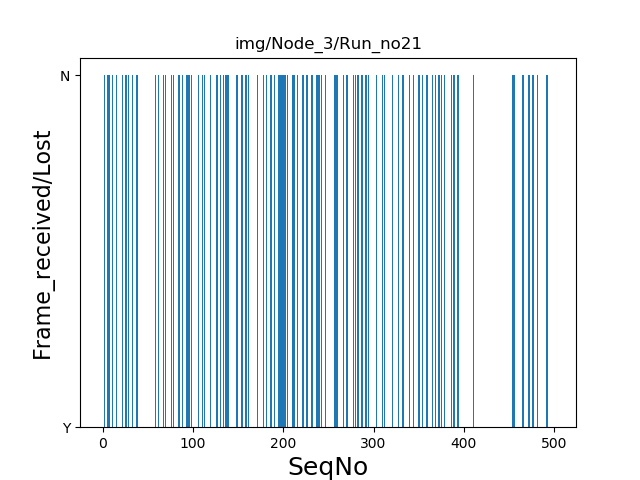 img/Node_3/Run_no21
N
Frame_received/Lost
Y
0 100 200 300 400 500
SeqNo